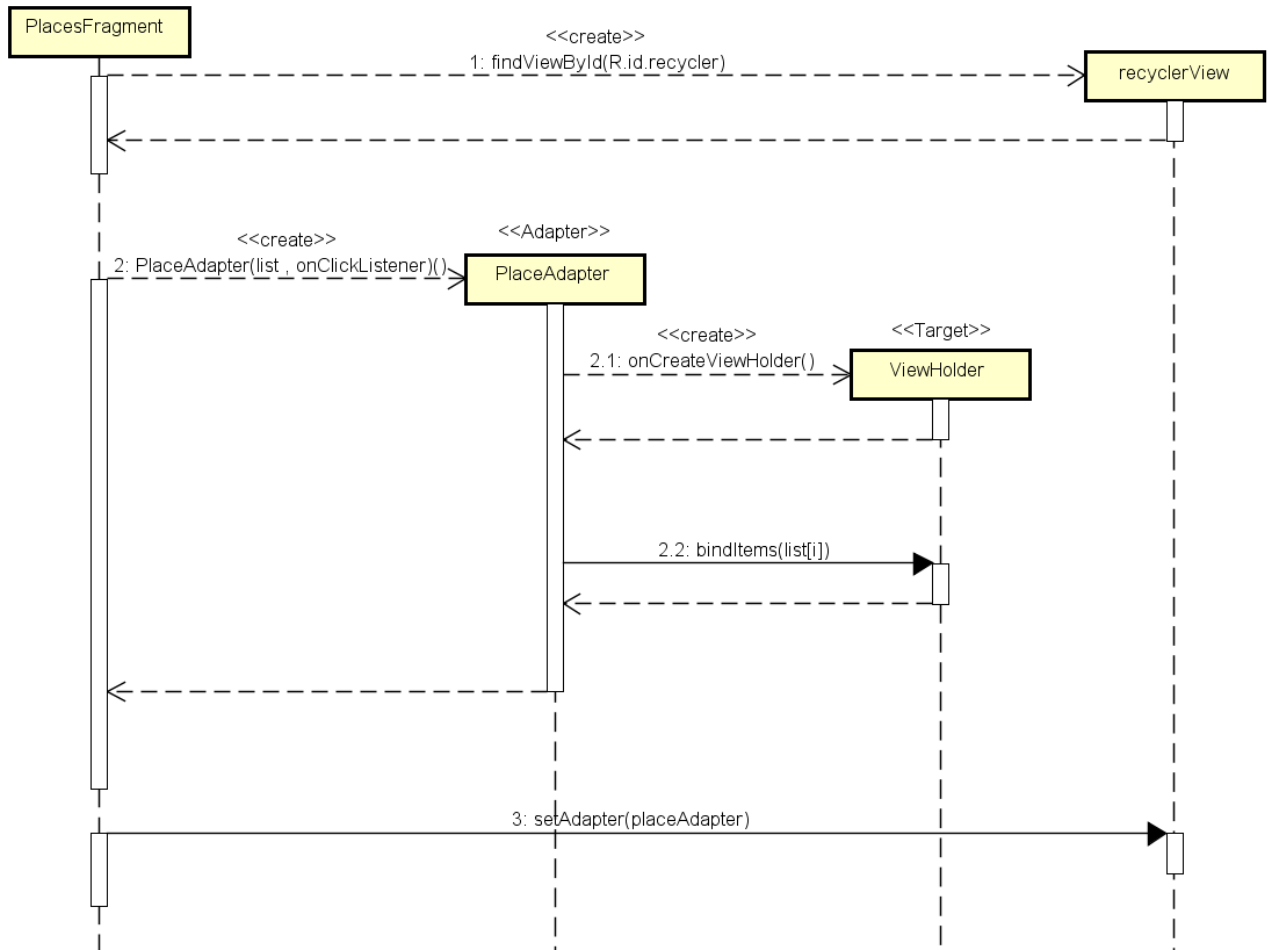 PlacesFragment
<<create>>
1: findViewById(R.id.recycler)
recyclerView
<<create>>
<<Adapter>>
2: PlaceAdapter(list , onClickListener)()
PlaceAdapter
<<create>>
<<Target>>
2.1: onCreateViewHolder()
ViewHolder
2.2: bindItems(list[i])
3: setAdapter(placeAdapter)